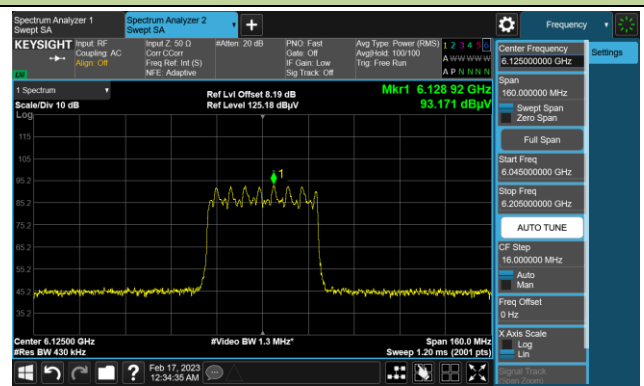 Spectrum Analyzer 1
Swept SA
Spectrum Analyzer 2
Swept SA
Frequency
KEYSIGHT
Input: RF
Coupling: AC
Align: Off
Input Z: 50 Ω
Corr CCorr
Freq Ref: Int (S)
NFE: Adaptive
#Atten: 20 dB
PNO: Fast
Gate: Off
IF Gain: Low
Sig Track: Off
Avg Type: Power (RMS)
Avg|Hold: 100/100
Trig: Free Run
1 2 3 4 5 6
A W W W W W
A P N N N N
LXI
1 Spectrum
Scale/Div 10 dB
Log
Ref Lvl Offset 8.19 dB
Ref Level 125.18 dBµV
Mkr1 6.128 92 GHz
93.171 dBµV
115
105
95.2
85.2
75.2
65.2
55.2
45.2
35.2
1
Center 6.12500 GHz
#Res BW 430 kHz
#Video BW 1.3 MHz*
Span 160.0 MHz
Sweep 1.20 ms (2001 pts)
Center Frequency
6.125000000 GHz
Settings
Span
160.000000 MHz
Swept Span
Zero Span
Full Span
Start Freq
6.045000000 GHz
Stop Freq
6.205000000 GHz
AUTO TUNE
CF Step
16.000000 MHz
Auto
Man
Freq Offset
0 Hz
X Axis Scale
Log
Lin
Signal Track
(Span Zoom)
Feb 17, 2023
12:34:35 AM